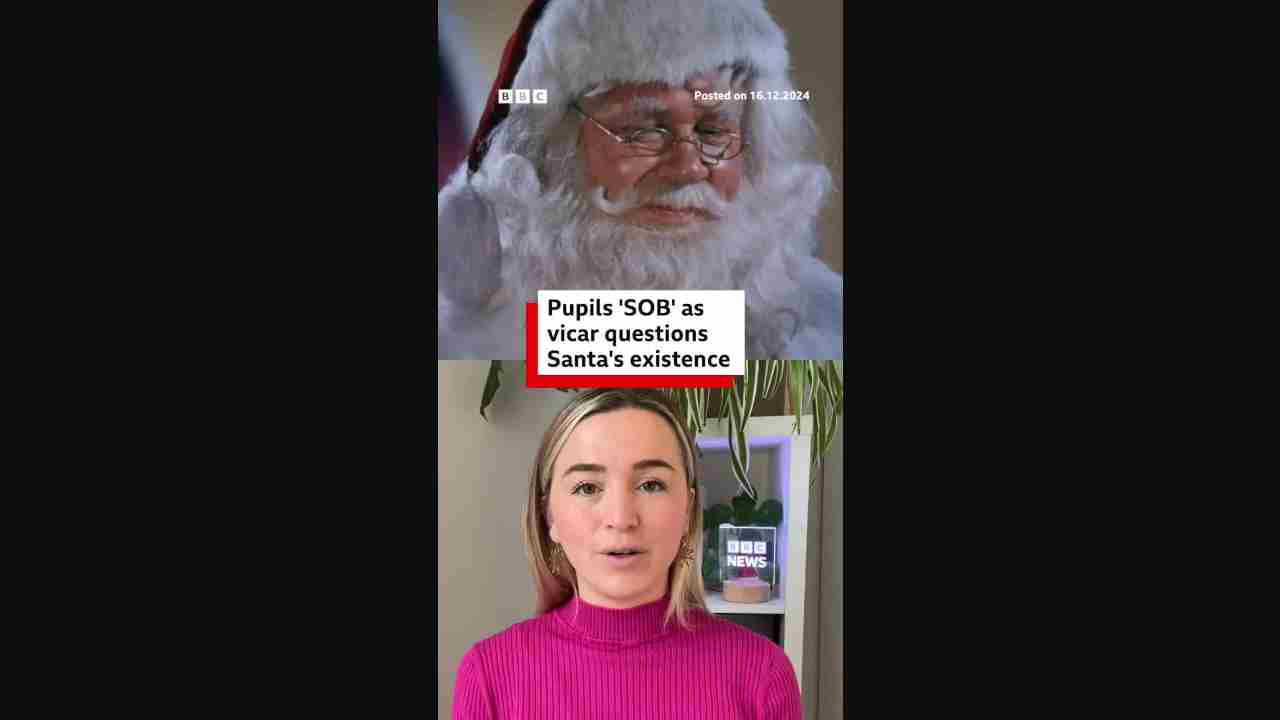 BBC
Posted on 16.12.2024
Pupils 'SOB' as
vicar questions
Santa's existence
BBC
NEWS